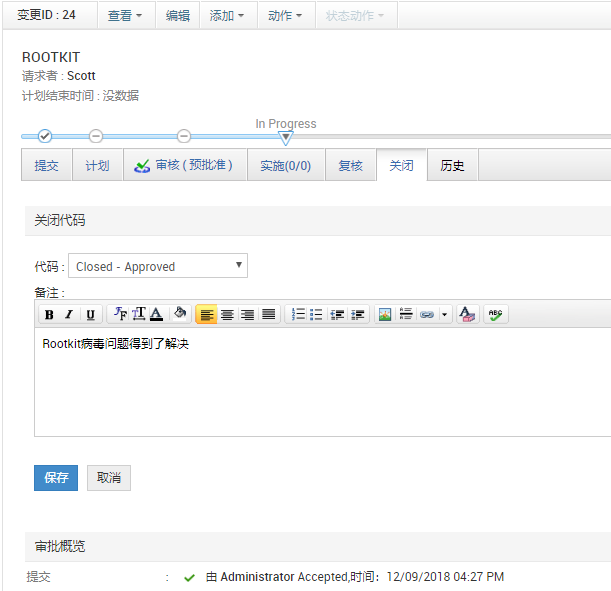 变更ID : 24 查看 编辑 添加 动作 状态动作
ROOTKIT
请求者 : Scott
计划结束时间 : 没数据
In Progress
提交 计划 审核 ( 预批准 ) 实施(0/0) 复核 关闭 历史
关闭代码
代码 : Closed - Approved
备注 :
B I U F T A A ABC
Rootkit病毒问题得到了解决
保存 取消
审批概览
提交 : 由 Administrator Accepted,时间：12/09/2018 04:27 PM